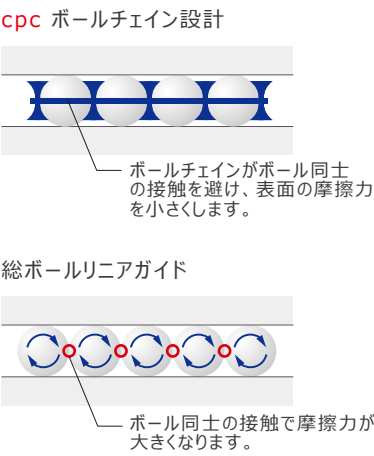 cpc ボールチェイン設計
ボールチェインがボール同士
の接触を避け、表面の摩擦力
を小さくします。
総ボールリニアガイド
ボール同士の接触で摩擦力が
大きくなります。